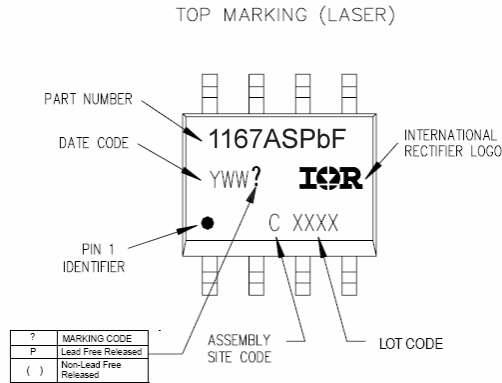 TOP MARKING (LASER)
PART NUMBER
1167ASPbF
DATE CODE
INTERNATIONAL
RECTIFIER LOGO
YWW?
IOR
C XXXX
PIN 1
IDENTIFIER
ASSEMBLY
SITE CODE
LOT CODE
? MARKING CODE
P Lead Free Released
( ) Non-Lead Free
Released